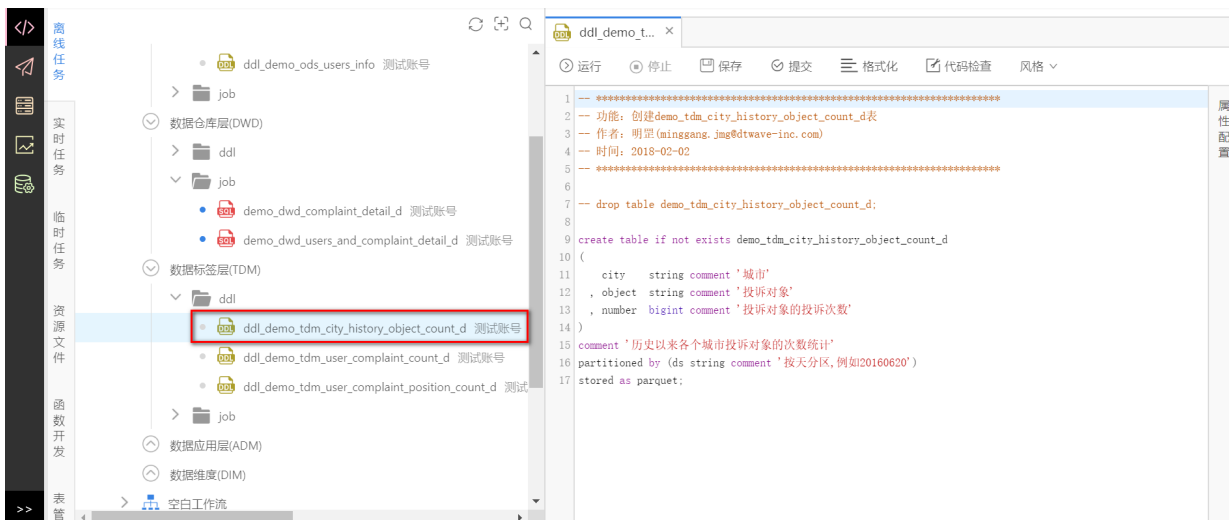 离线任务
实时任务
临时任务
资源文件
函数开发
表管
>>
DDL ddl_demo_ods_users_info 测试账号
job
数据仓库层(DWD)
ddl
job
SQL demo_dwd_complaint_detail_d 测试账号
SQL demo_dwd_users_and_complaint_detail_d 测试账号
数据标签层(TDM)
ddl
DDL ddl_demo_tdm_city_history_object_count_d 测试账号
DDL ddl_demo_tdm_user_complaint_count_d 测试账号
DDL ddl_demo_tdm_user_complaint_position_count_d 测试
job
数据应用层(ADM)
数据维度(DIM)
空白工作流
DDL ddl_demo_t... ×
运行 停止 保存 提交 格式化 代码检查 风格
1 -- *********************************************************************
2 -- 功能：创建demo_tdm_city_history_object_count_d表
3 -- 作者：明罡(minggang.jmg@dtwave-inc.com)
4 -- 时间：2018-02-02
5 -- *********************************************************************
6
7 -- drop table demo_tdm_city_history_object_count_d;
8
9 create table if not exists demo_tdm_city_history_object_count_d
10 (
11 city string comment '城市'
12 , object string comment '投诉对象'
13 , number bigint comment '投诉对象的投诉次数'
14 )
15 comment '历史以来各个城市投诉对象的次数统计'
16 partitioned by (ds string comment '按天分区,例如20160620')
17 stored as parquet;
属性配置